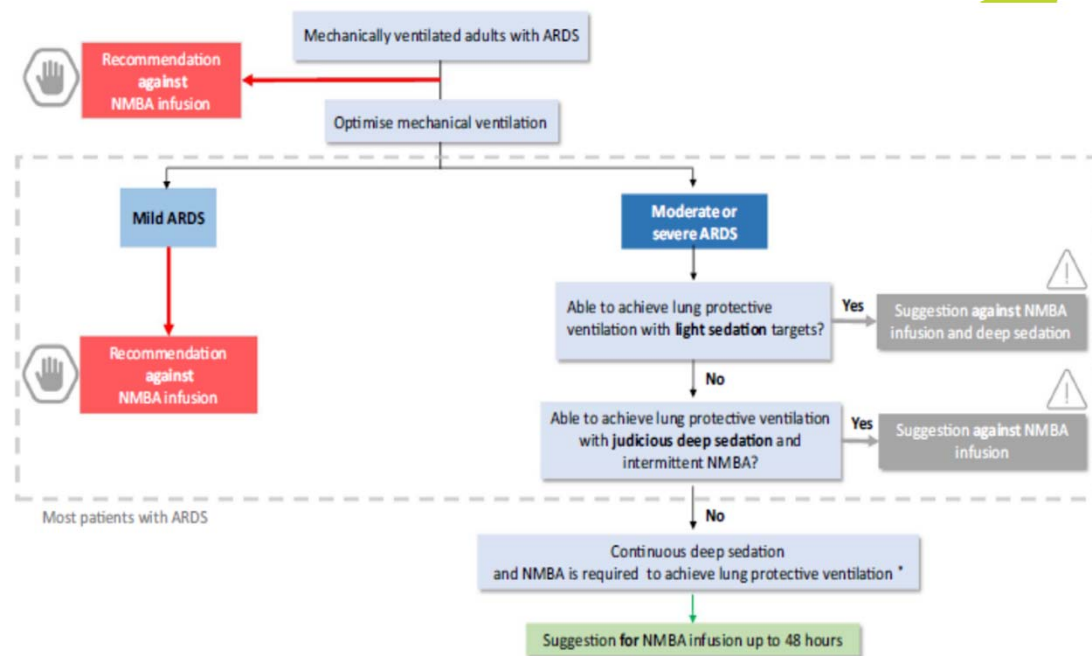 Mechanically ventilated adults with ARDS
Recommendation
against
NMBA infusion
Optimise mechanical ventilation
Mild ARDS
Moderate or
severe ARDS
Able to achieve lung protective
ventilation with light sedation targets?
Yes
Suggestion against NMBA
infusion and deep sedation
Recommendation
against
NMBA infusion
No
Able to achieve lung protective ventilation
with judicious deep sedation and
intermittent NMBA?
Yes
Suggestion against NMBA
infusion
Most patients with ARDS
No
Continuous deep sedation
and NMBA is required to achieve lung protective ventilation *
Suggestion for NMBA infusion up to 48 hours